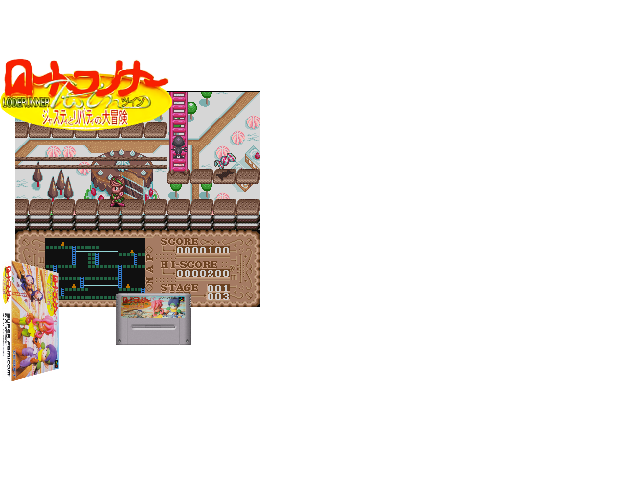 ロードランナー
LODE RUNNER Twin ツイン
ジャスティとリバティの大冒険
SCORE
0000100
HI-SCORE
0000200
STAGE 001
003
MAP